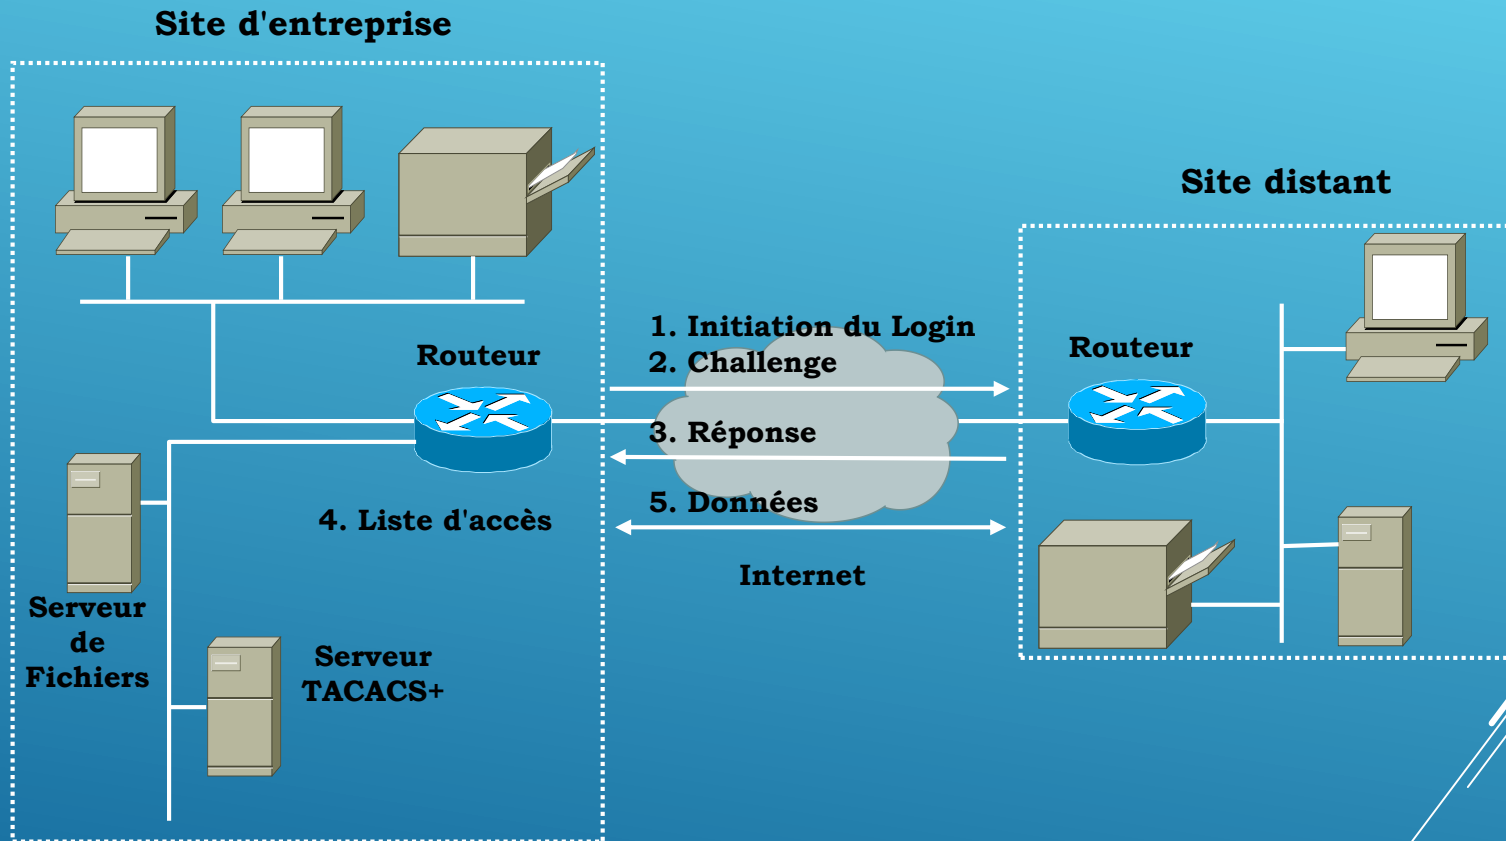 Site d'entreprise
Site distant
1. Initiation du Login
2. Challenge
Routeur
Routeur
3. Réponse
5. Données
4. Liste d'accès
Internet
Serveur
de
Fichiers
Serveur
TACACS+